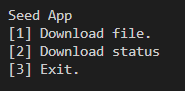 Seed App
[1] Download file.
[2] Download status
[3] Exit.